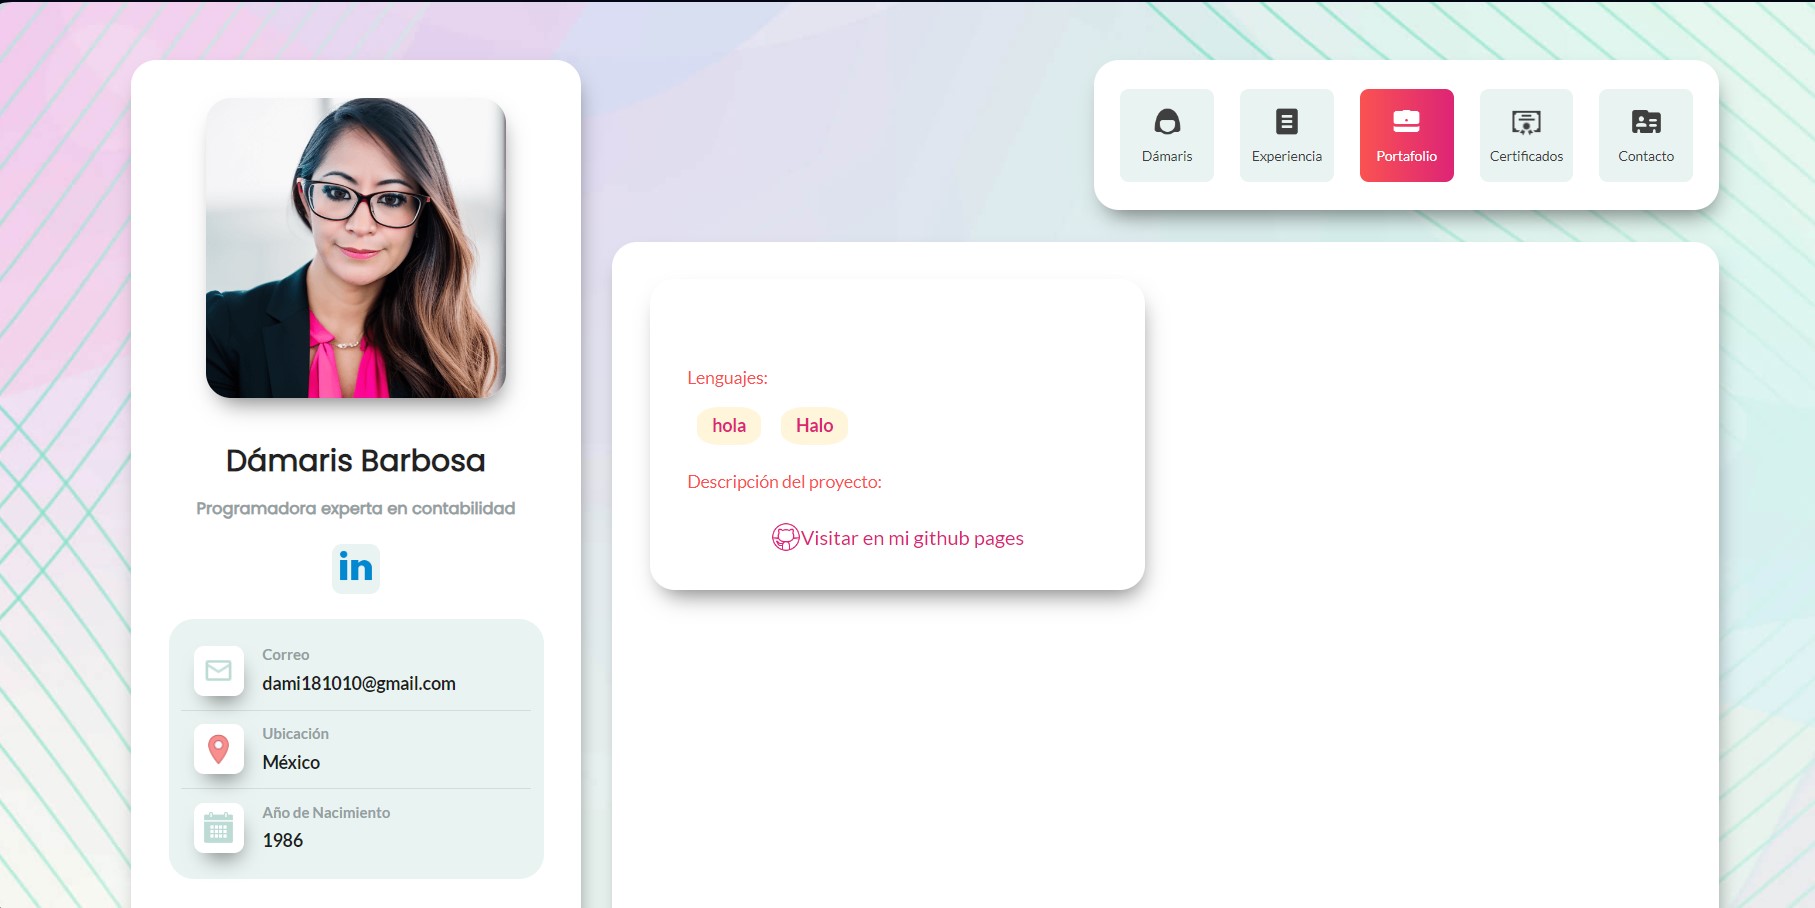 Dámaris Barbosa
Programadora experta en contabilidad
in
Correo
dami181010@gmail.com
Ubicación
México
Año de Nacimiento
1986
Dámaris
Experiencia
Portafolio
Certificados
Contacto
Lenguajes:
hola Halo
Descripción del proyecto:
Visitar en mi github pages